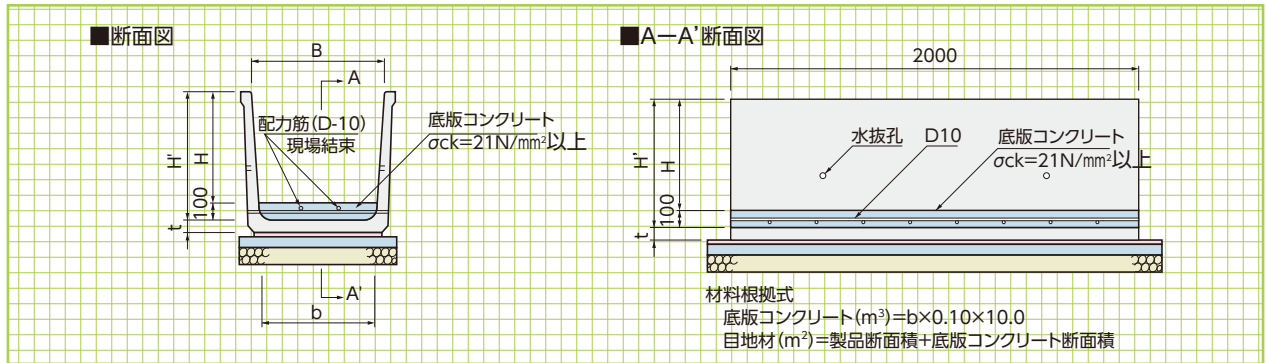 ■断面図
B
A
配力筋(D-10)
現場結束
底版コンクリート
σck=21N/mm²以上
H'
H
100
t
A'
b
■A−A'断面図
2000
水抜孔
D10
底版コンクリート
σck=21N/mm²以上
H'
H
100
t
材料根拠式
底版コンクリート(m³)=b×0.10×10.0
目地材(m²)=製品断面積+底版コンクリート断面積